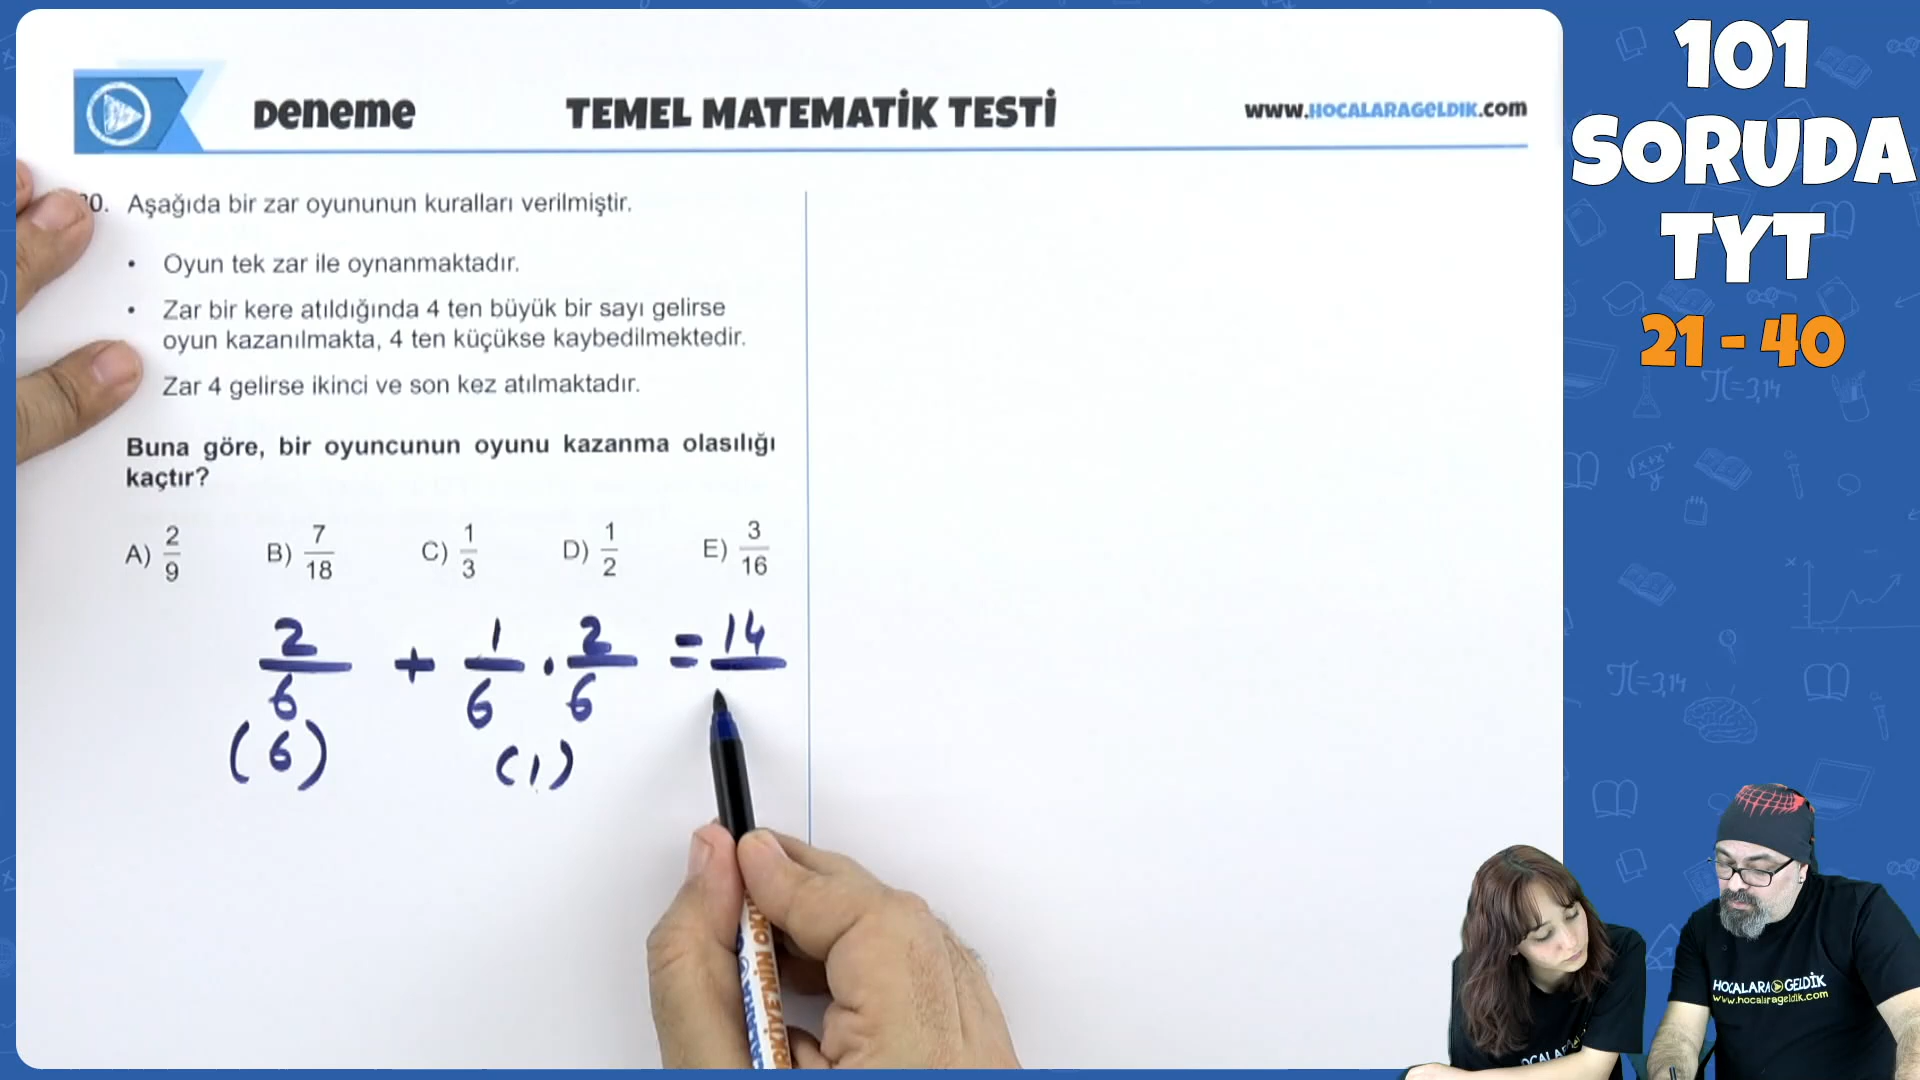 Deneme
TEMEL MATEMATİK TESTİ
www.HOCALARAGELDIK.com
0. Aşağıda bir zar oyununun kuralları verilmiştir.
• Oyun tek zar ile oynanmaktadır.
• Zar bir kere atıldığında 4 ten büyük bir sayı gelirse
oyun kazanılmakta, 4 ten küçükse kaybedilmektedir.
Zar 4 gelirse ikinci ve son kez atılmaktadır.
Buna göre, bir oyuncunun oyunu kazanma olasılığı
kaçtır?
A) 2/9 B) 7/18 C) 1/3 D) 1/2 E) 3/16
2/6 + 1/6 . 2/6 = 14
(6) (1)
101
SORUDA
TYT
21 - 40
π=3,14
π=3,14
HOCALARA GELDİK
www.hocalarageldik.com